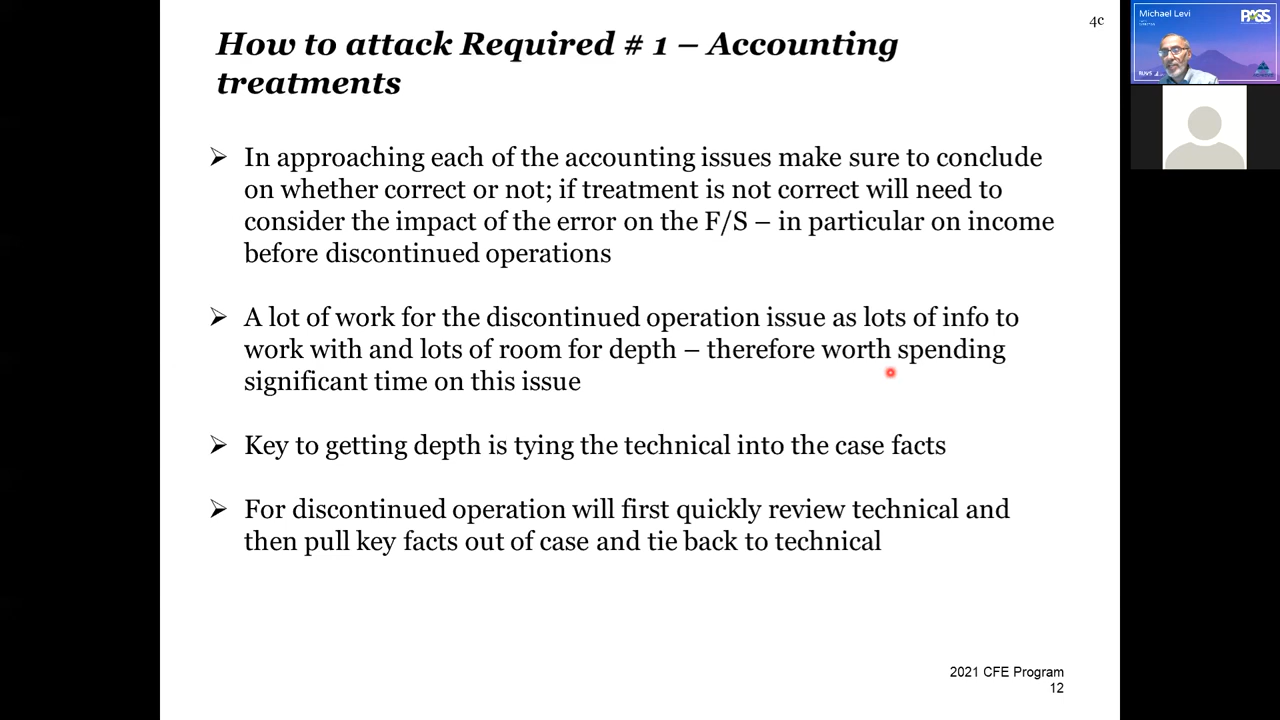 4c
How to attack Required # 1 – Accounting
treatments
➢ In approaching each of the accounting issues make sure to conclude
on whether correct or not; if treatment is not correct will need to
consider the impact of the error on the F/S – in particular on income
before discontinued operations
➢ A lot of work for the discontinued operation issue as lots of info to
work with and lots of room for depth – therefore worth spending
significant time on this issue
➢ Key to getting depth is tying the technical into the case facts
➢ For discontinued operation will first quickly review technical and
then pull key facts out of case and tie back to technical
2021 CFE Program
12
Michael Levi
PASS